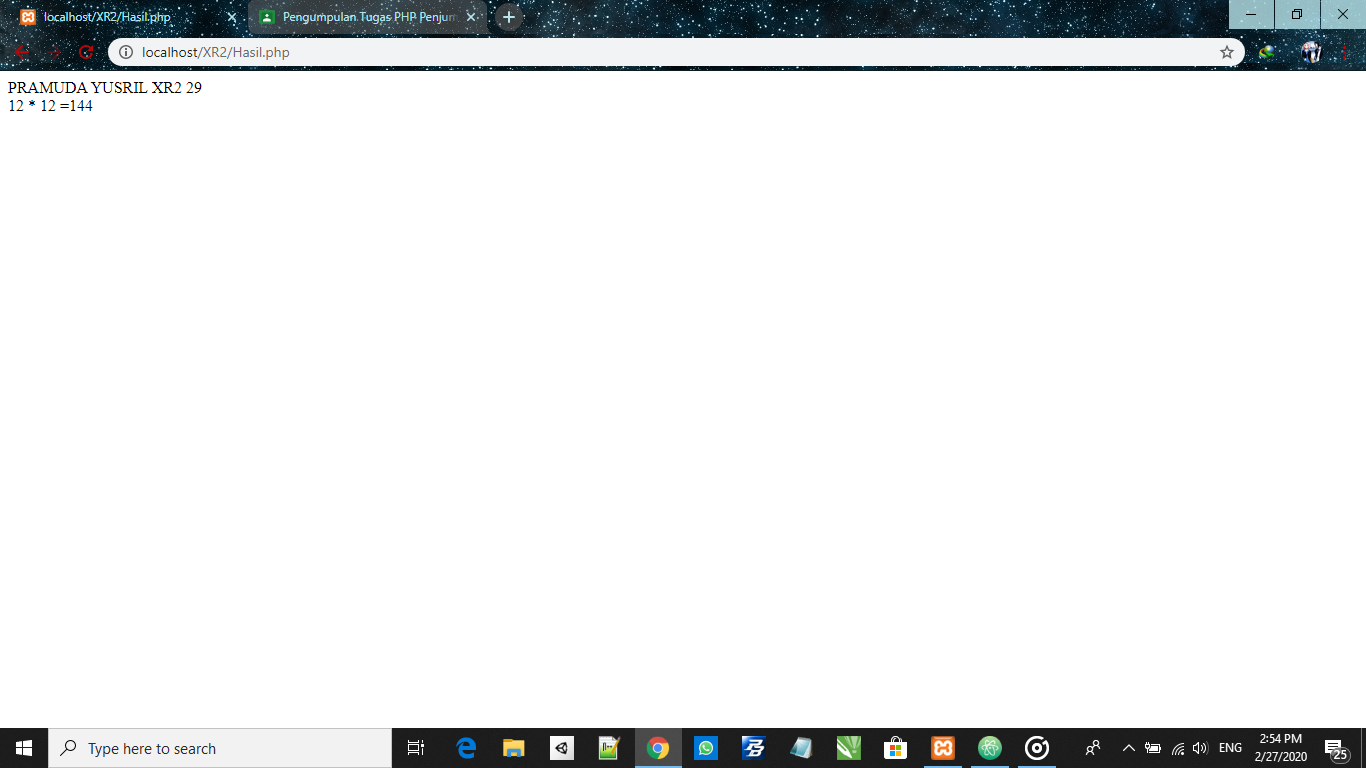 localhost/XR2/Hasil.php
Pengumpulan Tugas PHP Penjum
localhost/XR2/Hasil.php
PRAMUDA YUSRIL XR2 29
12 * 12 =144
Type here to search
ENG
2:54 PM
2/27/2020
25